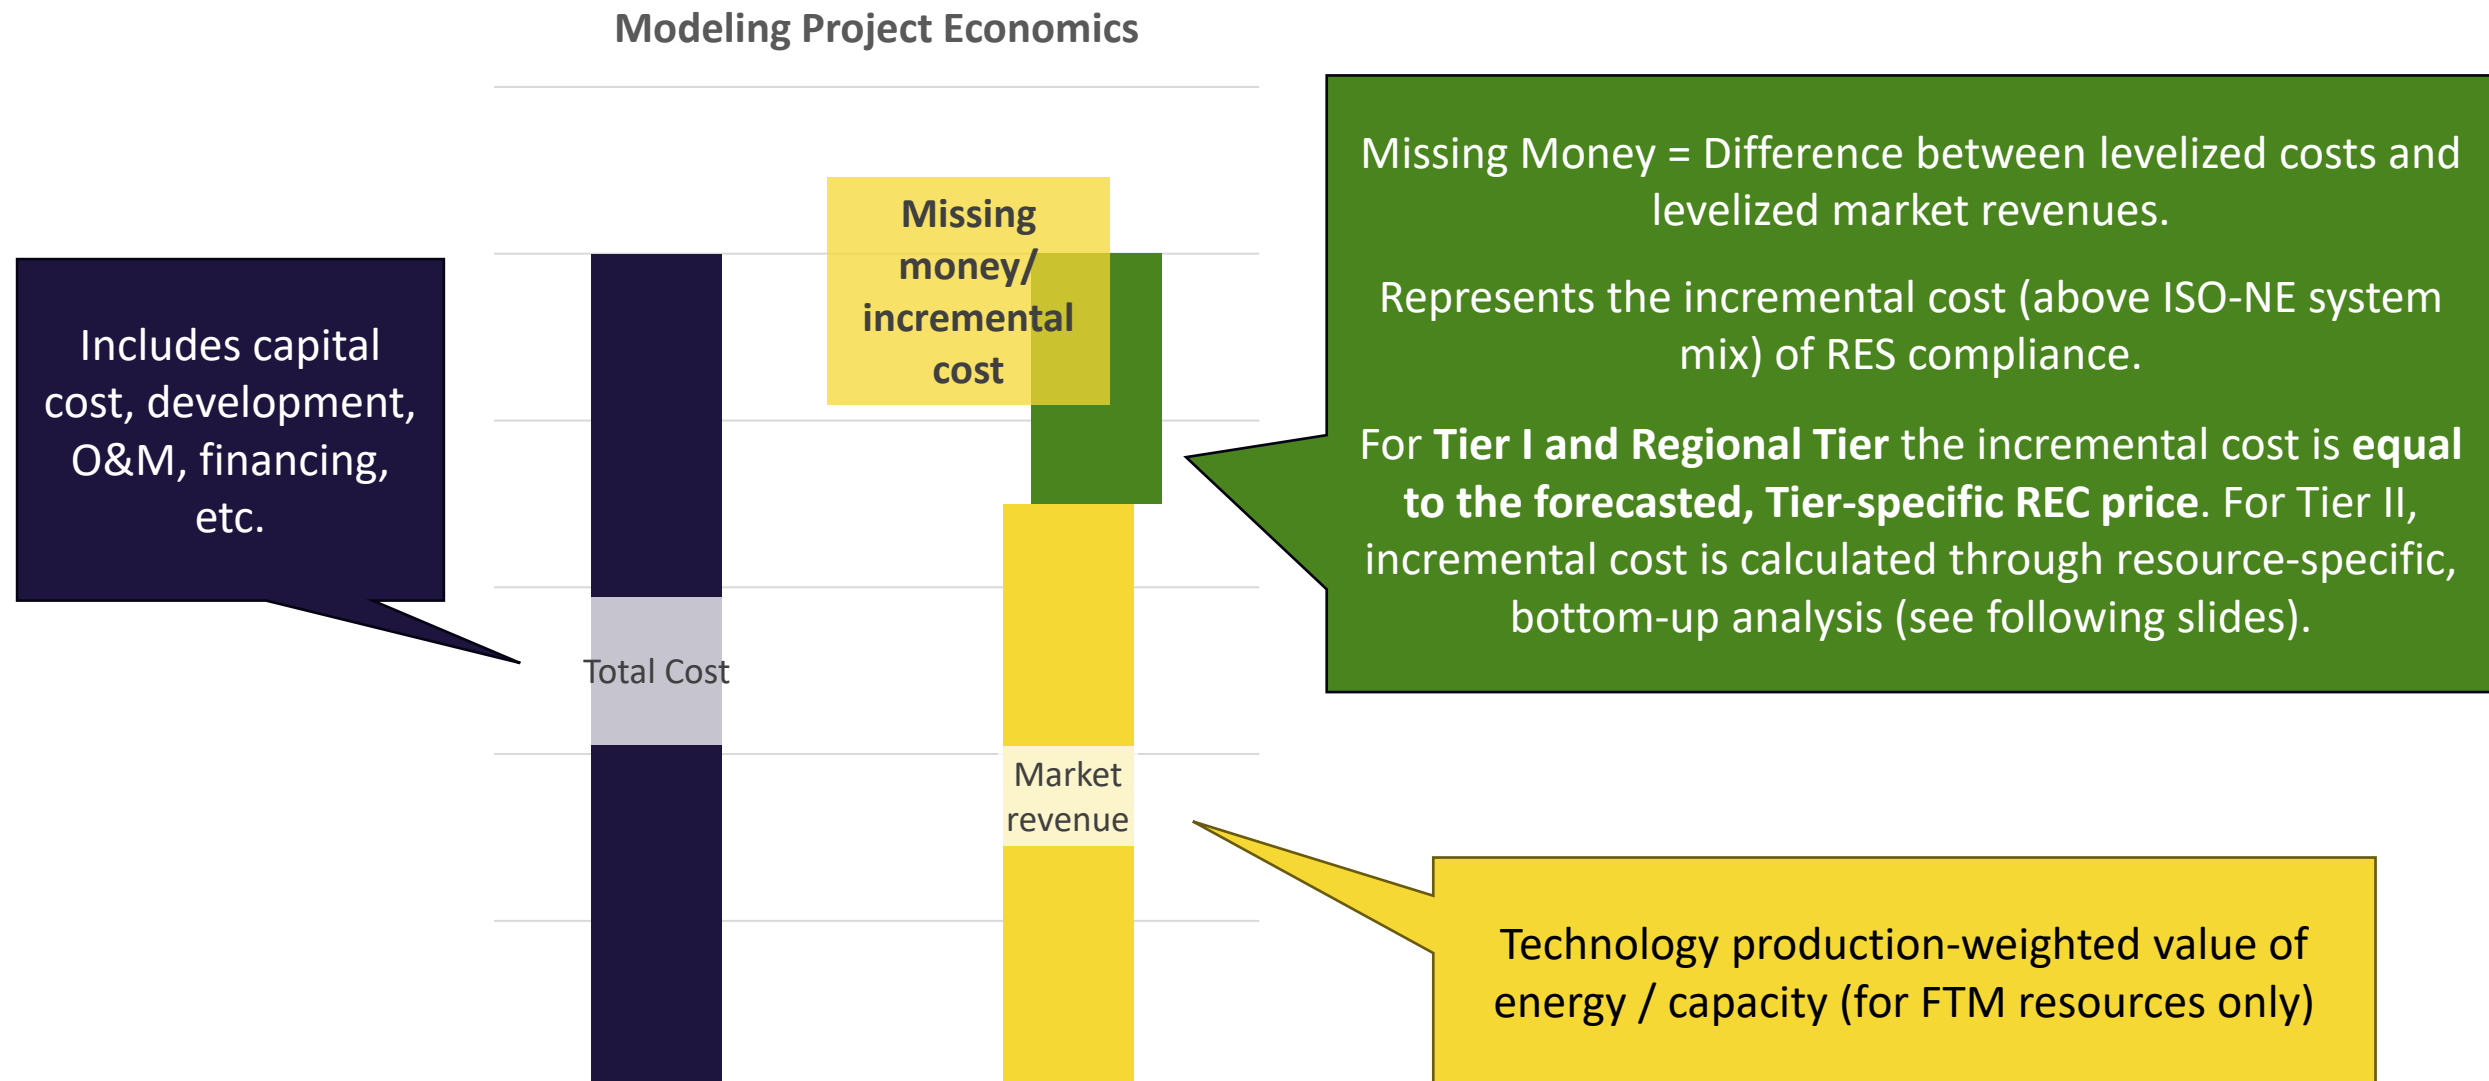 Modeling Project Economics
Includes capital
cost, development,
O&M, financing,
etc.
Total Cost
Missing
money/
incremental
cost
Market
revenue
Missing Money = Difference between levelized costs and
levelized market revenues.
Represents the incremental cost (above ISO-NE system
mix) of RES compliance.
For Tier I and Regional Tier the incremental cost is equal
to the forecasted, Tier-specific REC price. For Tier II,
incremental cost is calculated through resource-specific,
bottom-up analysis (see following slides).
Technology production-weighted value of
energy / capacity (for FTM resources only)